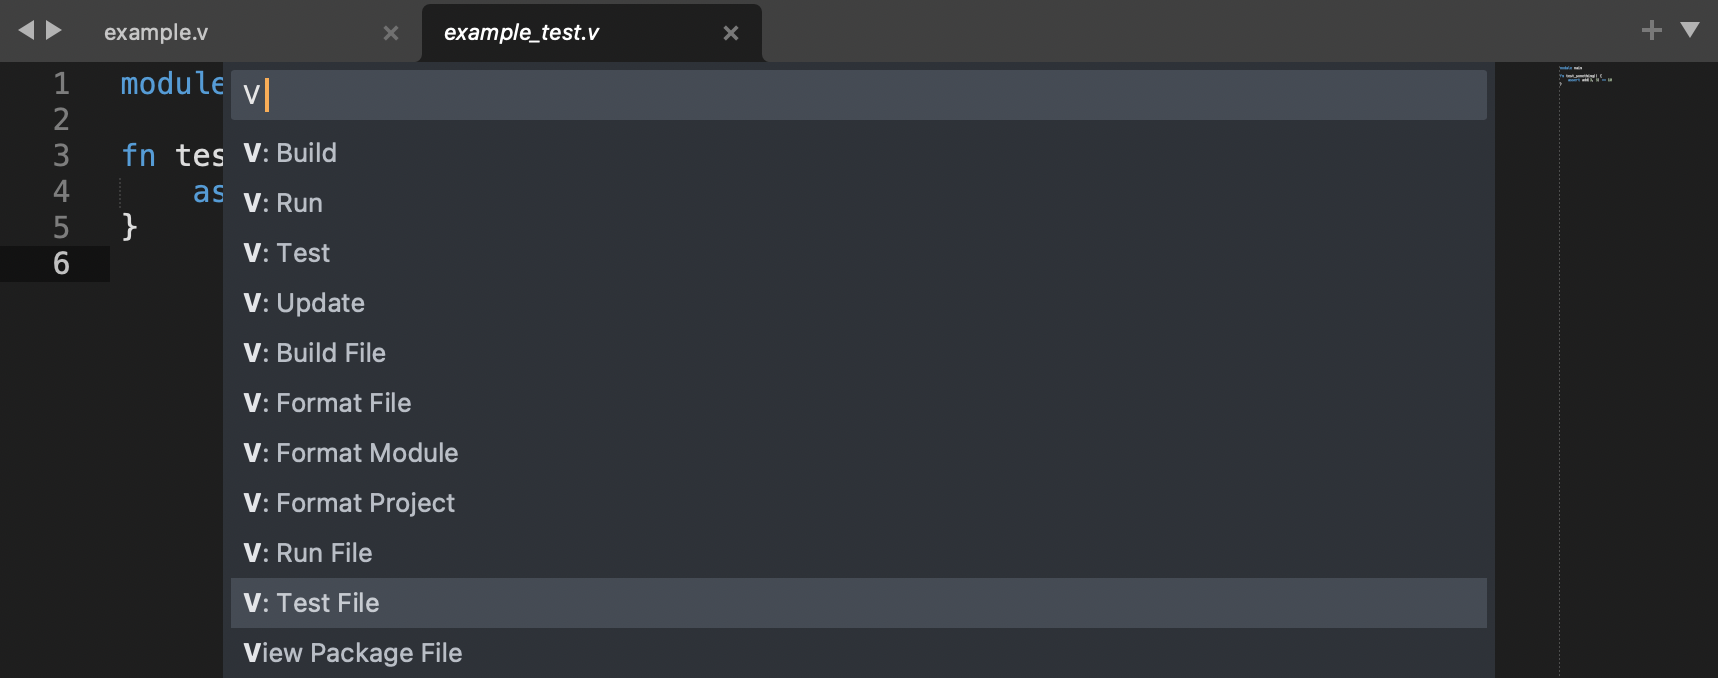 example.v
example_test.v
1 module
2
3 fn tes
4 as
5 }
6
V
V: Build
V: Run
V: Test
V: Update
V: Build File
V: Format File
V: Format Module
V: Format Project
V: Run File
V: Test File
View Package File